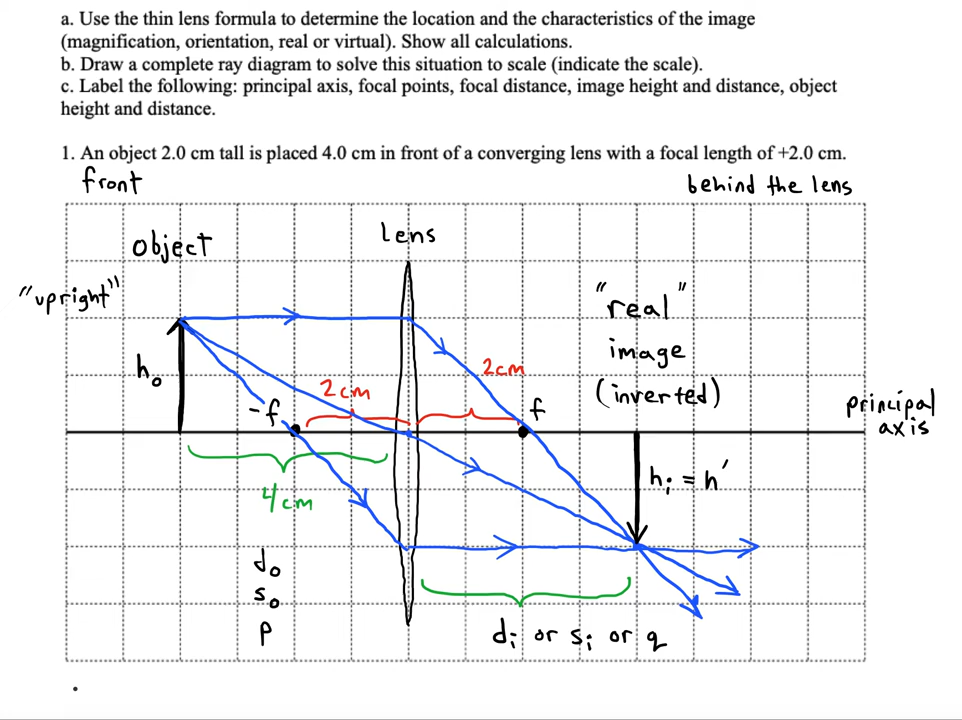 a. Use the thin lens formula to determine the location and the characteristics of the image
(magnification, orientation, real or virtual). Show all calculations.
b. Draw a complete ray diagram to solve this situation to scale (indicate the scale).
c. Label the following: principal axis, focal points, focal distance, image height and distance, object
height and distance.
1. An object 2.0 cm tall is placed 4.0 cm in front of a converging lens with a focal length of +2.0 cm.
front
behind the lens
object
Lens
"upright"
"real"
image
(inverted)
hₒ
2cm
2cm
-f
f
principal
axis
4cm
hᵢ = h'
dₒ
sₒ
p
dᵢ or sᵢ or q